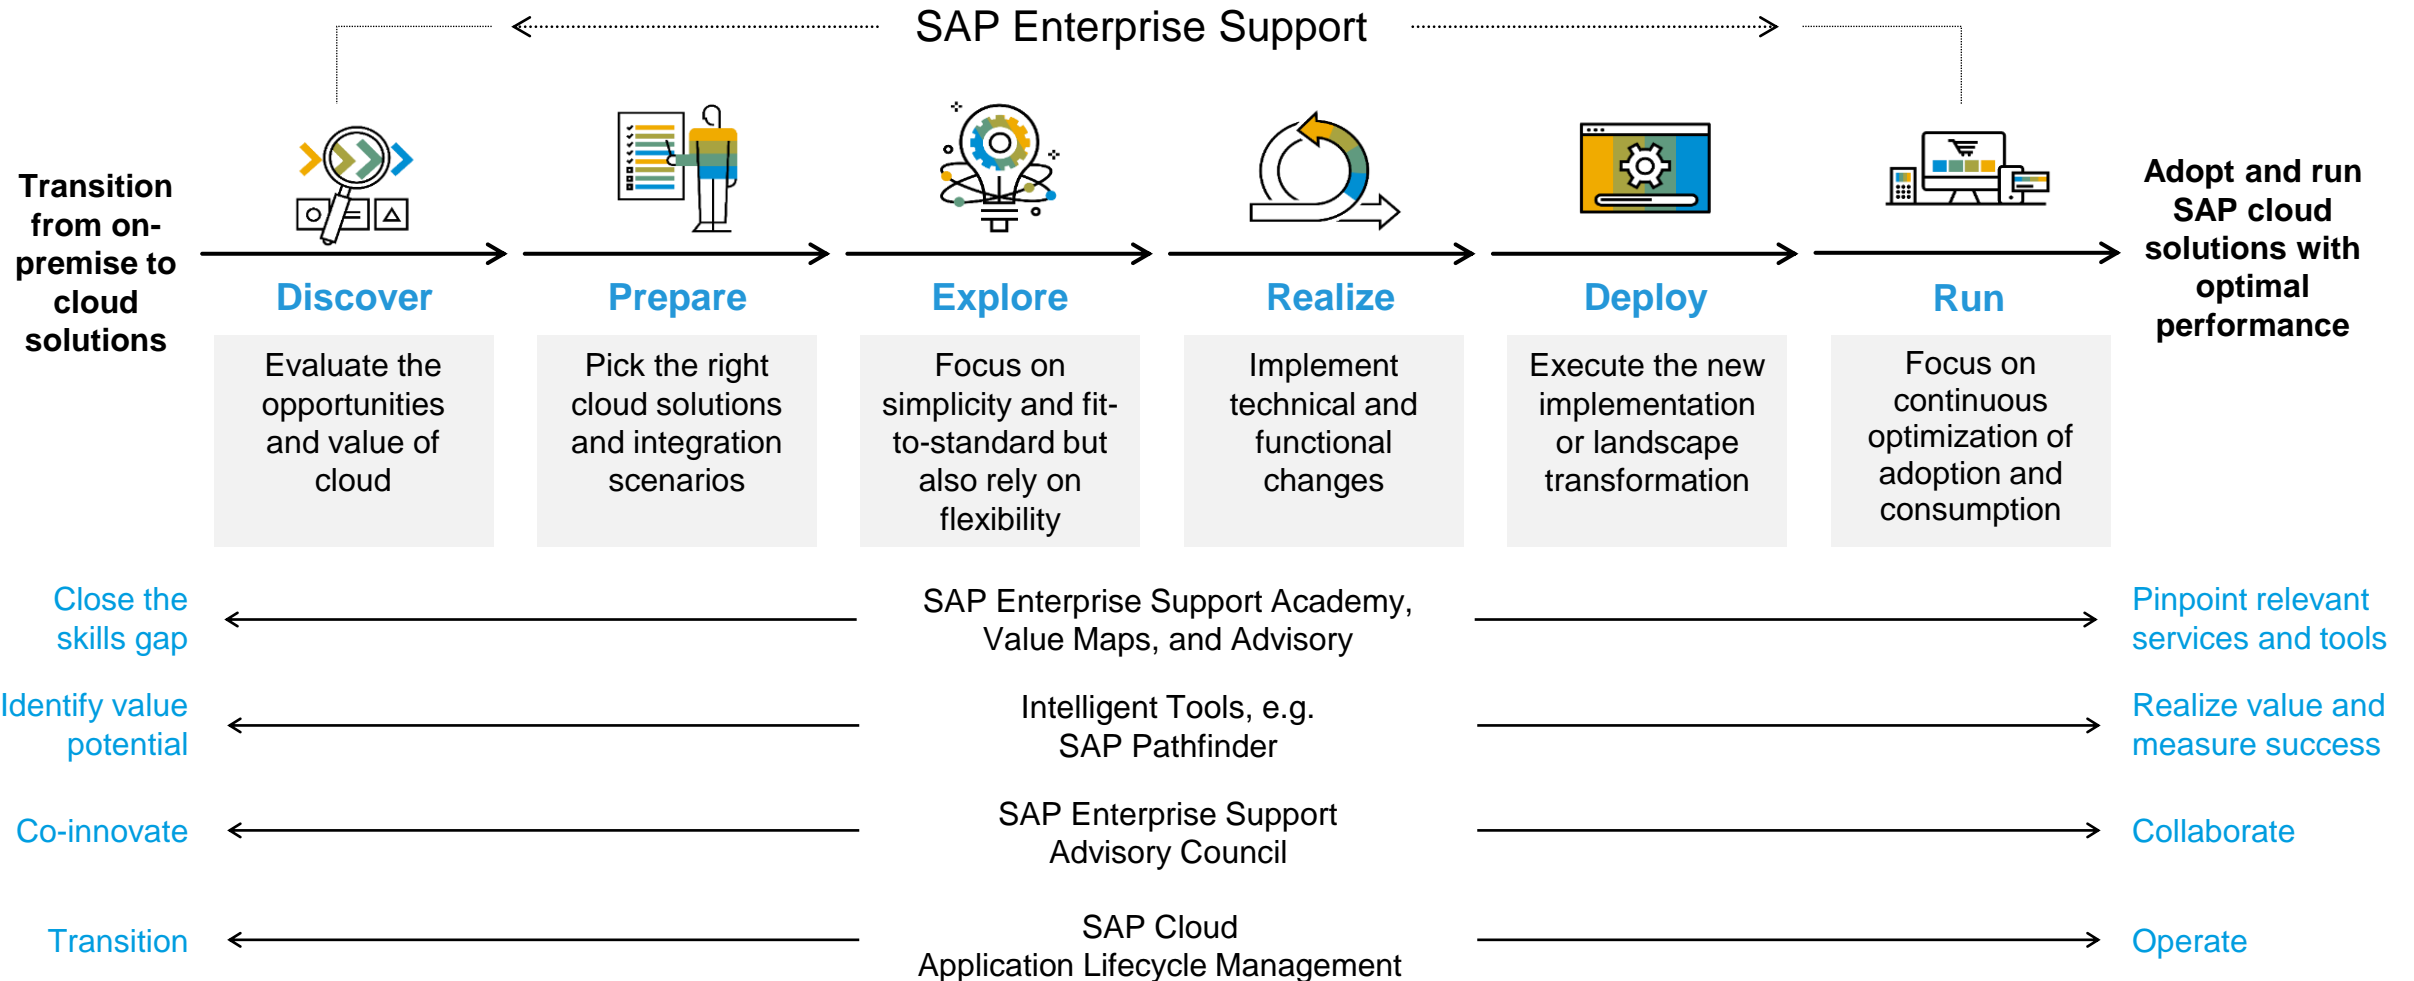 SAP Enterprise Support
Transition
from on-
premise to
cloud
solutions
Discover
Evaluate the
opportunities
and value of
cloud
Prepare
Pick the right
cloud solutions
and integration
scenarios
Explore
Focus on
simplicity and fit-
to-standard but
also rely on
flexibility
Realize
Implement
technical and
functional
changes
Deploy
Execute the new
implementation
or landscape
transformation
Run
Focus on
continuous
optimization of
adoption and
consumption
Adopt and run
SAP cloud
solutions with
optimal
performance
Close the
skills gap
SAP Enterprise Support Academy,
Value Maps, and Advisory
Pinpoint relevant
services and tools
Identify value
potential
Intelligent Tools, e.g.
SAP Pathfinder
Realize value and
measure success
Co-innovate
SAP Enterprise Support
Advisory Council
Collaborate
Transition
SAP Cloud
Application Lifecycle Management
Operate